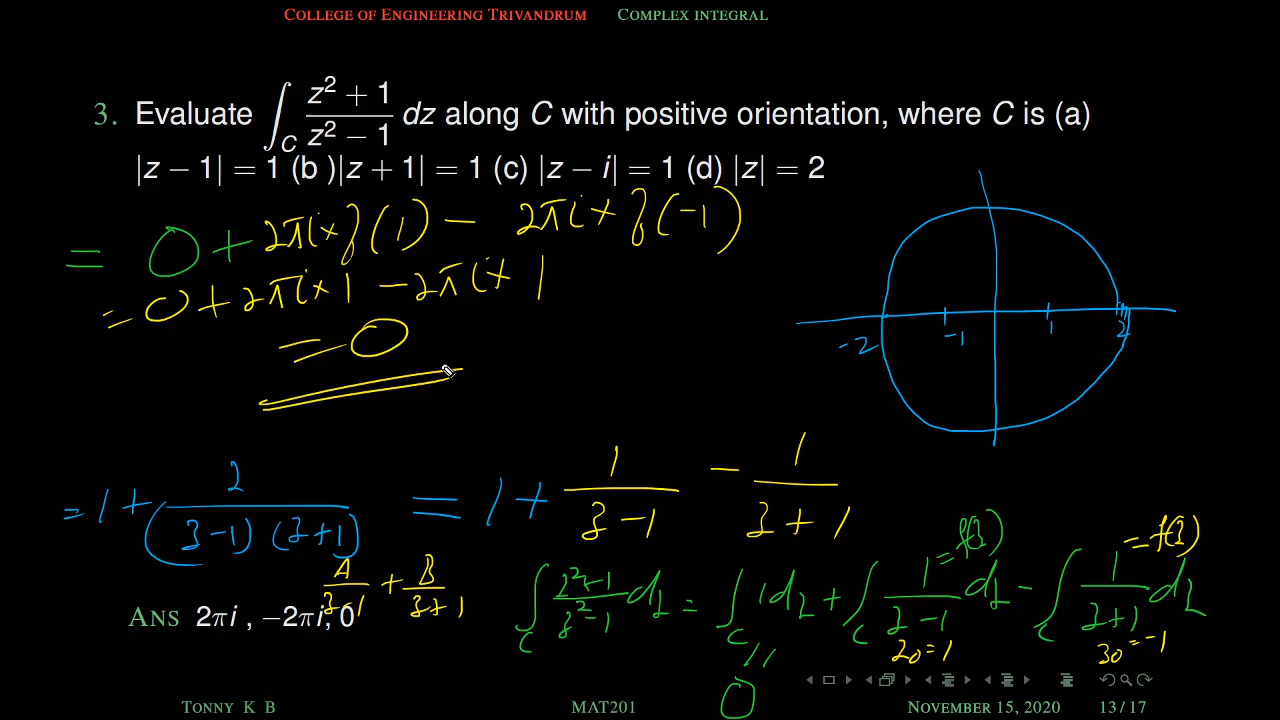 COLLEGE OF ENGINEERING TRIVANDRUM COMPLEX INTEGRAL
3. Evaluate ∫_C (z² + 1)/(z² − 1) dz along C with positive orientation, where C is (a)
|z − 1| = 1 (b )|z + 1| = 1 (c) |z − i| = 1 (d) |z| = 2
= 0 + 2πi × f(1) − 2πi × f(−1)
= 0 + 2πi × 1 − 2πi × 1
= 0
-2 -1 1 2
= 1 + 2/((z−1)(z+1)) = 1 + 1/(z−1) − 1/(z+1)
A/(z−1) + B/(z+1)
= f(z) = f(z)
∫_C (z²−1)/(z²−1) dz = ∫_C 1 dz + ∫_C 1/(z−1) dz − ∫_C 1/(z+1) dz
z0 = 1 z0 = −1
0
ANS 2πi , −2πi, 0
TONNY K B MAT201 NOVEMBER 15, 2020 13 / 17